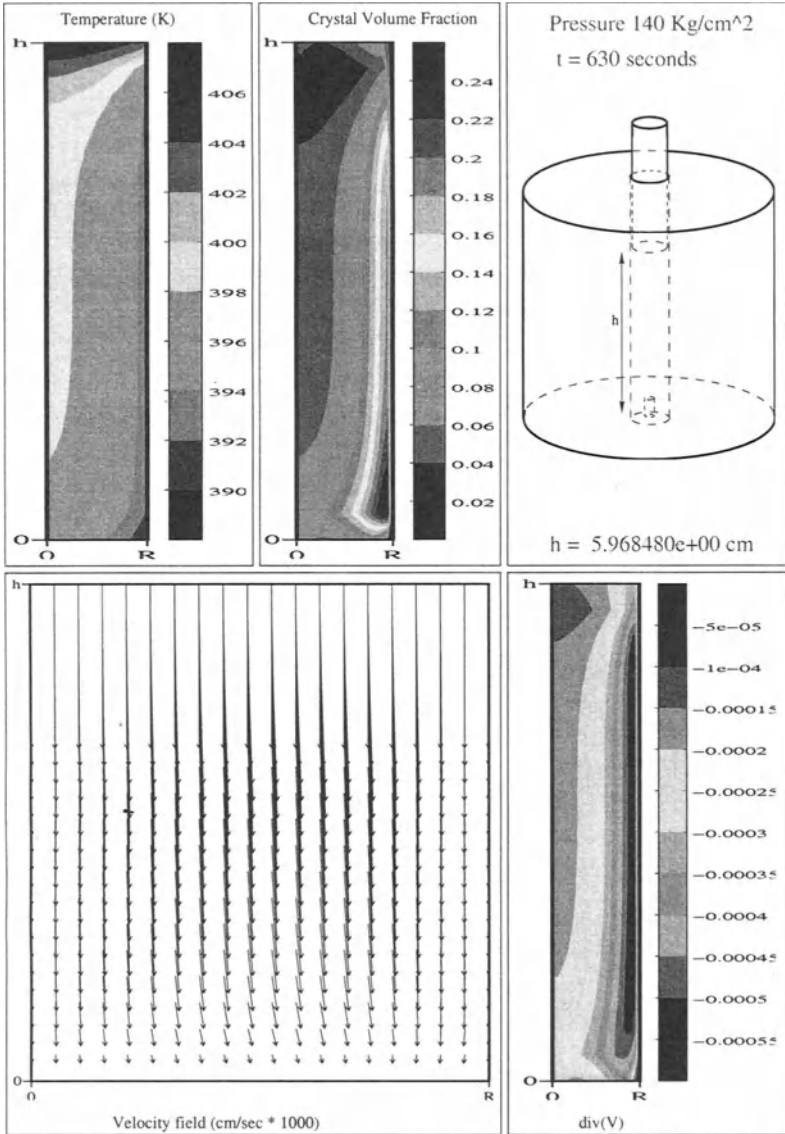 Temperature (K)
h
406
404
402
400
398
396
394
392
390
0
O
R
Crystal Volume Fraction
h
0.24
0.22
0.2
0.18
0.16
0.14
0.12
0.1
0.08
0.06
0.04
0.02
0
O
R
Pressure 140 Kg/cm^2
t = 630 seconds
h
h = 5.968480e+00 cm
h
0
O
R
Velocity field (cm/sec * 1000)
h
-5e-05
-1e-04
-0.00015
-0.0002
-0.00025
-0.0003
-0.00035
-0.0004
-0.00045
-0.0005
-0.00055
0
O
R
div(V)